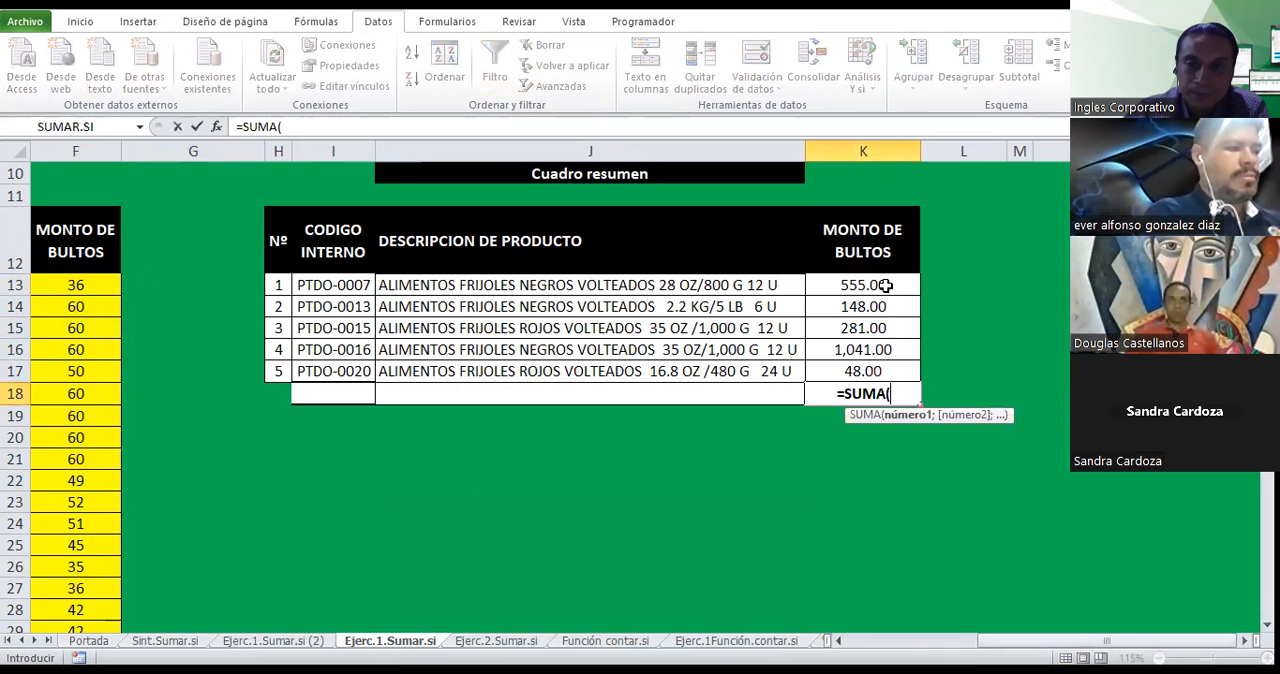 Archivo Inicio Insertar Diseño de página Fórmulas Datos Formularios Revisar Vista Programador
Desde Access
Desde web
Desde texto
De otras fuentes
Conexiones existentes
Obtener datos externos
Actualizar todo
Conexiones
Propiedades
Editar vínculos
Conexiones
Ordenar
Filtro
Borrar
Volver a aplicar
Avanzadas
Ordenar y filtrar
Texto en columnas
Quitar duplicados
Validación de datos
Consolidar
Análisis Y si
Herramientas de datos
Agrupar
Desagrupar
Subtotal
Esquema
SUMAR.SI fx =SUMA(
F G H I J K L M
10 Cuadro resumen
11
12 MONTO DE BULTOS Nº CODIGO INTERNO DESCRIPCION DE PRODUCTO MONTO DE BULTOS
13 36 1 PTDO-0007 ALIMENTOS FRIJOLES NEGROS VOLTEADOS 28 OZ/800 G 12 U
14 60 2 PTDO-0013 ALIMENTOS FRIJOLES NEGROS VOLTEADOS 2.2 KG/5 LB 6 U 148.00
15 60 3 PTDO-0015 ALIMENTOS FRIJOLES ROJOS VOLTEADOS 35 OZ /1,000 G 12 U 281.00
16 60 4 PTDO-0016 ALIMENTOS FRIJOLES NEGROS VOLTEADOS 35 OZ/1,000 G 12 U 1,041.00
17 50 5 PTDO-0020 ALIMENTOS FRIJOLES ROJOS VOLTEADOS 16.8 OZ /480 G 24 U 48.00
18 60 =SUMA(
SUMA(número1; [número2]; ...)
19 60
20 60
21 60
22 49
23 52
24 51
25 45
26 35
27 36
28 42
29 42
Portada Sint.Sumar.si Ejerc.1.Sumar.si (2) Ejerc.1.Sumar.si Ejerc.2.Sumar.si Función contar.si Ejerc.1Función.contar.si
Introducir 115%
Ingles Corporativo
ever alfonso gonzalez diaz
Douglas Castellanos
Sandra Cardoza
Sandra Cardoza